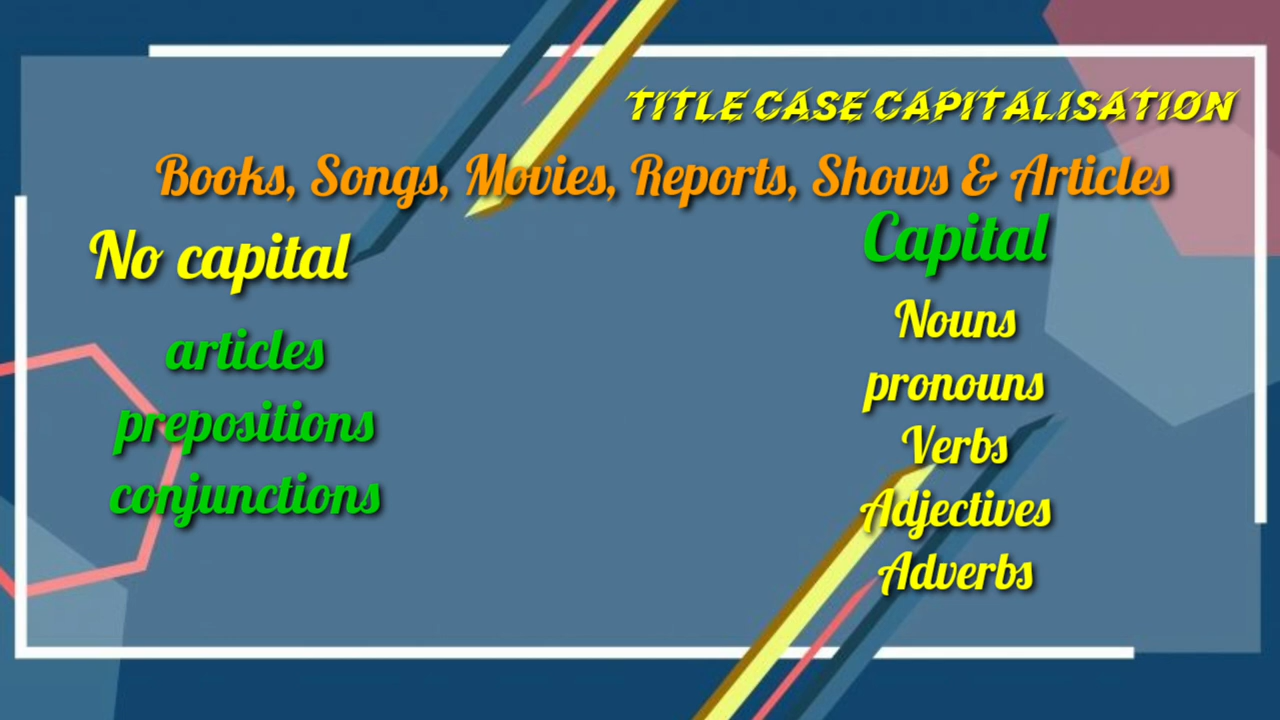 TITLE CASE CAPITALISATION
Books, Songs, Movies, Reports, Shows & Articles
No capital
articles
prepositions
conjunctions
Capital
Nouns
pronouns
Verbs
Adjectives
Adverbs